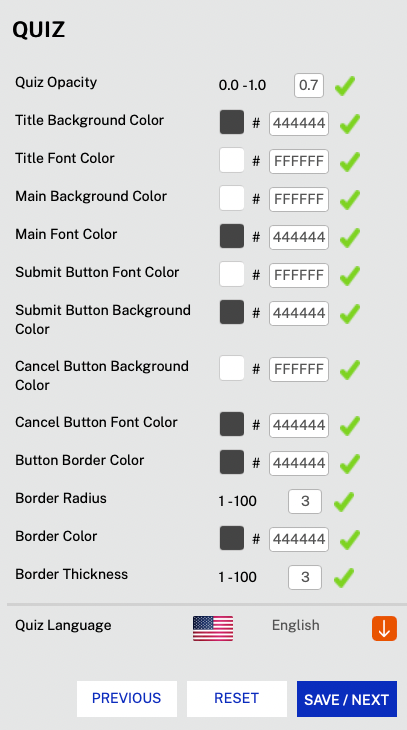 QUIZ
Quiz Opacity 0.0 - 1.0 0.7
Title Background Color # 444444
Title Font Color # FFFFFF
Main Background Color # FFFFFF
Main Font Color # 444444
Submit Button Font Color # FFFFFF
Submit Button Background # 444444
Color
Cancel Button Background # FFFFFF
Color
Cancel Button Font Color # 444444
Button Border Color # 444444
Border Radius 1 - 100 3
Border Color # 444444
Border Thickness 1 - 100 3
Quiz Language English
PREVIOUS RESET SAVE / NEXT